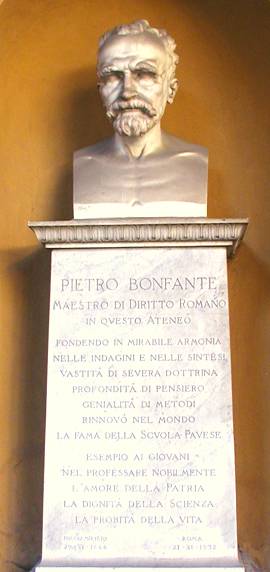 PIETRO BONFANTE
MAESTRO DI DIRITTO ROMANO
IN QVESTO ATENEO
FONDENDO IN MIRABILE ARMONIA
NELLE INDAGINI E NELLE SINTESI
VASTITÀ DI SEVERA DOTTRINA
PROFONDITÀ DI PENSIERO
GENIALITÀ DI METODI
RINNOVÒ NEL MONDO
LA FAMA DELLA SCVOLA PAVESE
ESEMPIO AI GIOVANI
NEL PROFESSARE NOBILMENTE
L'AMORE DELLA PATRIA
LA DIGNITÀ DELLA SCIENZA
LA PROBITÀ DELLA VITA
ROMA